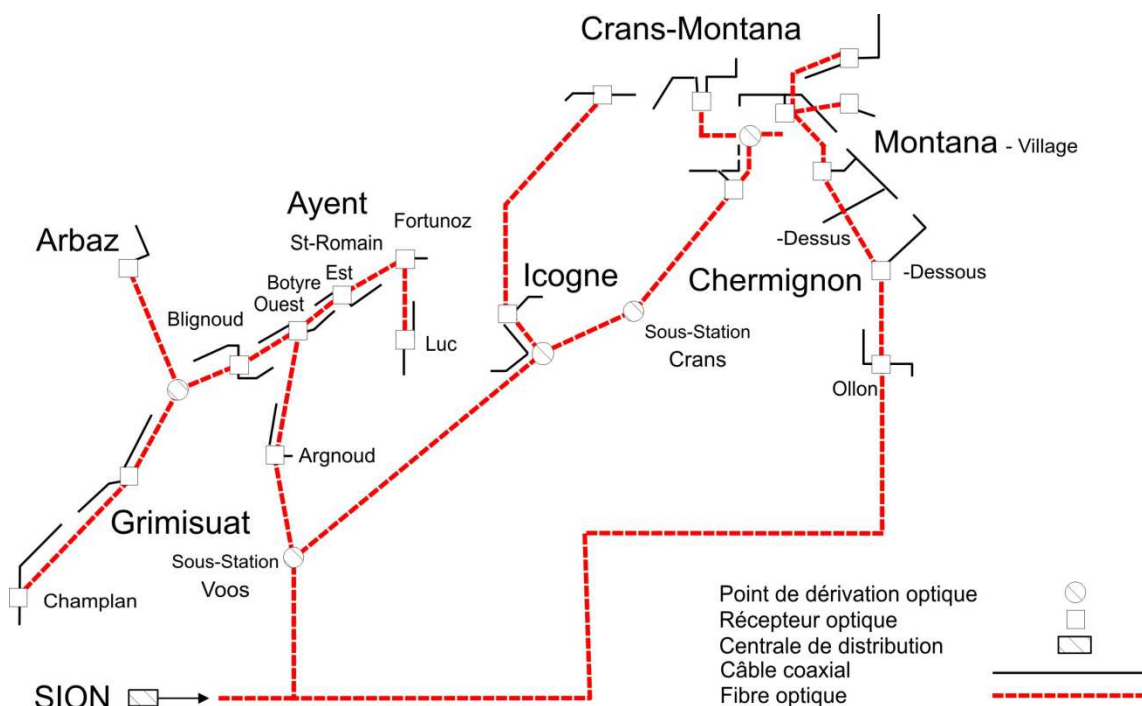 Crans-Montana
Montana - Village
Ayent
Fortunoz
St-Romain
Arbaz
Est
Botyre
Ouest
-Dessus
Icogne
Chermignon
-Dessous
Blignoud
Luc
Sous-Station
Crans
Ollon
Argnoud
Grimisuat
Sous-Station
Voos
Champlan
Point de dérivation optique
Récepteur optique
Centrale de distribution
Câble coaxial
Fibre optique
SION